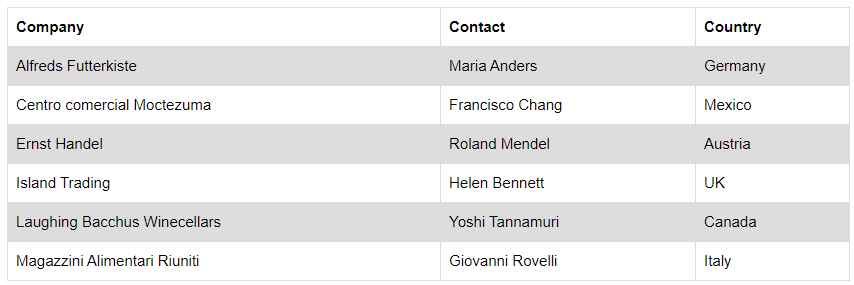 Company Contact Country
Alfreds Futterkiste Maria Anders Germany
Centro comercial Moctezuma Francisco Chang Mexico
Ernst Handel Roland Mendel Austria
Island Trading Helen Bennett UK
Laughing Bacchus Winecellars Yoshi Tannamuri Canada
Magazzini Alimentari Riuniti Giovanni Rovelli Italy